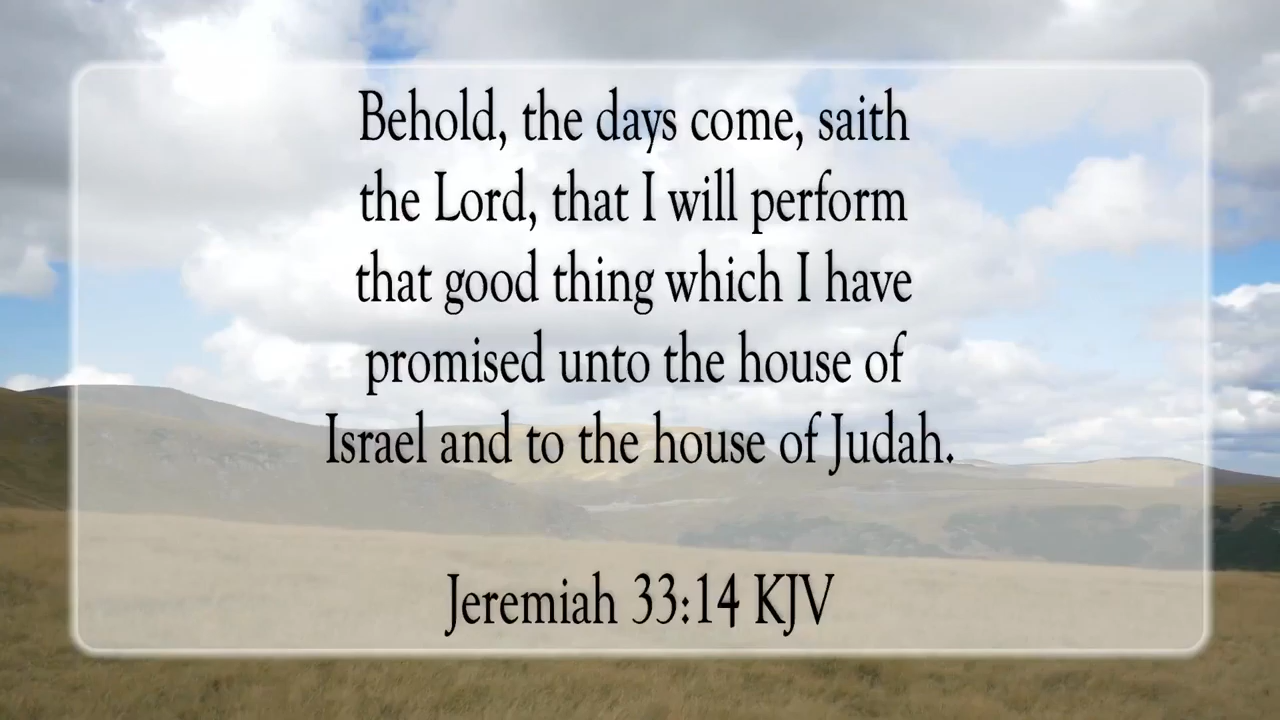 Behold, the days come, saith
the Lord, that I will perform
that good thing which I have
promised unto the house of
Israel and to the house of Judah.
Jeremiah 33:14 KJV